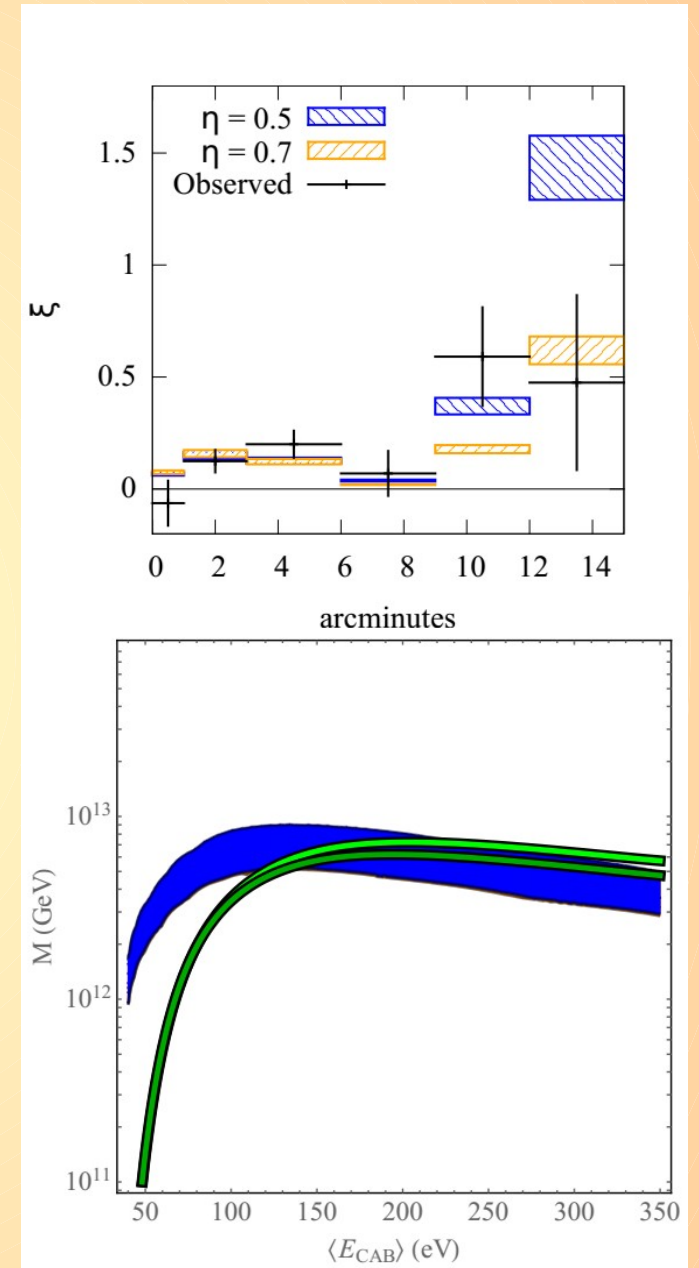 η = 0.5
η = 0.7
Observed
1.5
1
0.5
0
ξ
0 2 4 6 8 10 12 14
arcminutes
10^13
10^12
10^11
M (GeV)
50 100 150 200 250 300 350
⟨E_CAB⟩ (eV)